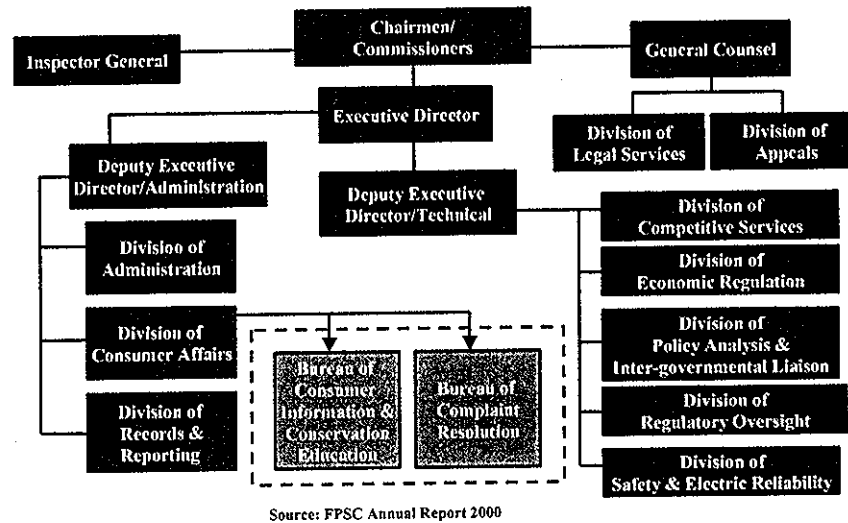 Chairmen/
Commissioners
Inspector General
General Counsel
Executive Director
Division of
Legal Services
Division of
Appeals
Deputy Executive
Director/Administration
Deputy Executive
Director/Technical
Division of
Competitive Services
Division of
Administration
Division of
Economic Regulation
Division of
Consumer Affairs
Bureau of
Consumer
Information &
Conservation
Education
Bureau of
Complaint
Resolution
Division of
Policy Analysis &
Inter-governmental Liaison
Division of
Records &
Reporting
Division of
Regulatory Oversight
Division of
Safety & Electric Reliability
Source: FPSC Annual Report 2000